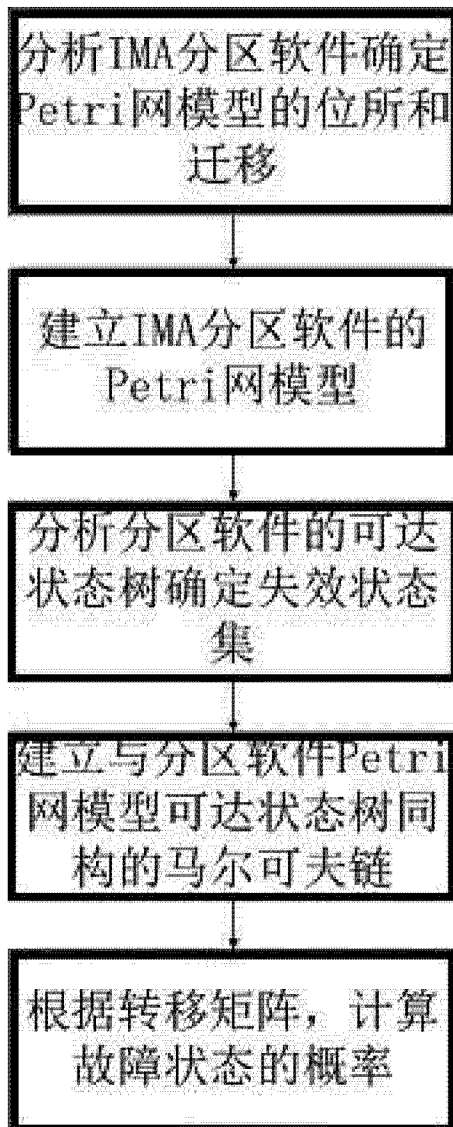 分析IMA分区软件确定
Petri网模型的位所和
迁移
建立IMA分区软件的
Petri网模型
分析分区软件的可达
状态树确定失效状态
集
建立与分区软件Petri
网模型可达状态树同
构的马尔可夫链
根据转移矩阵，计算
故障状态的概率